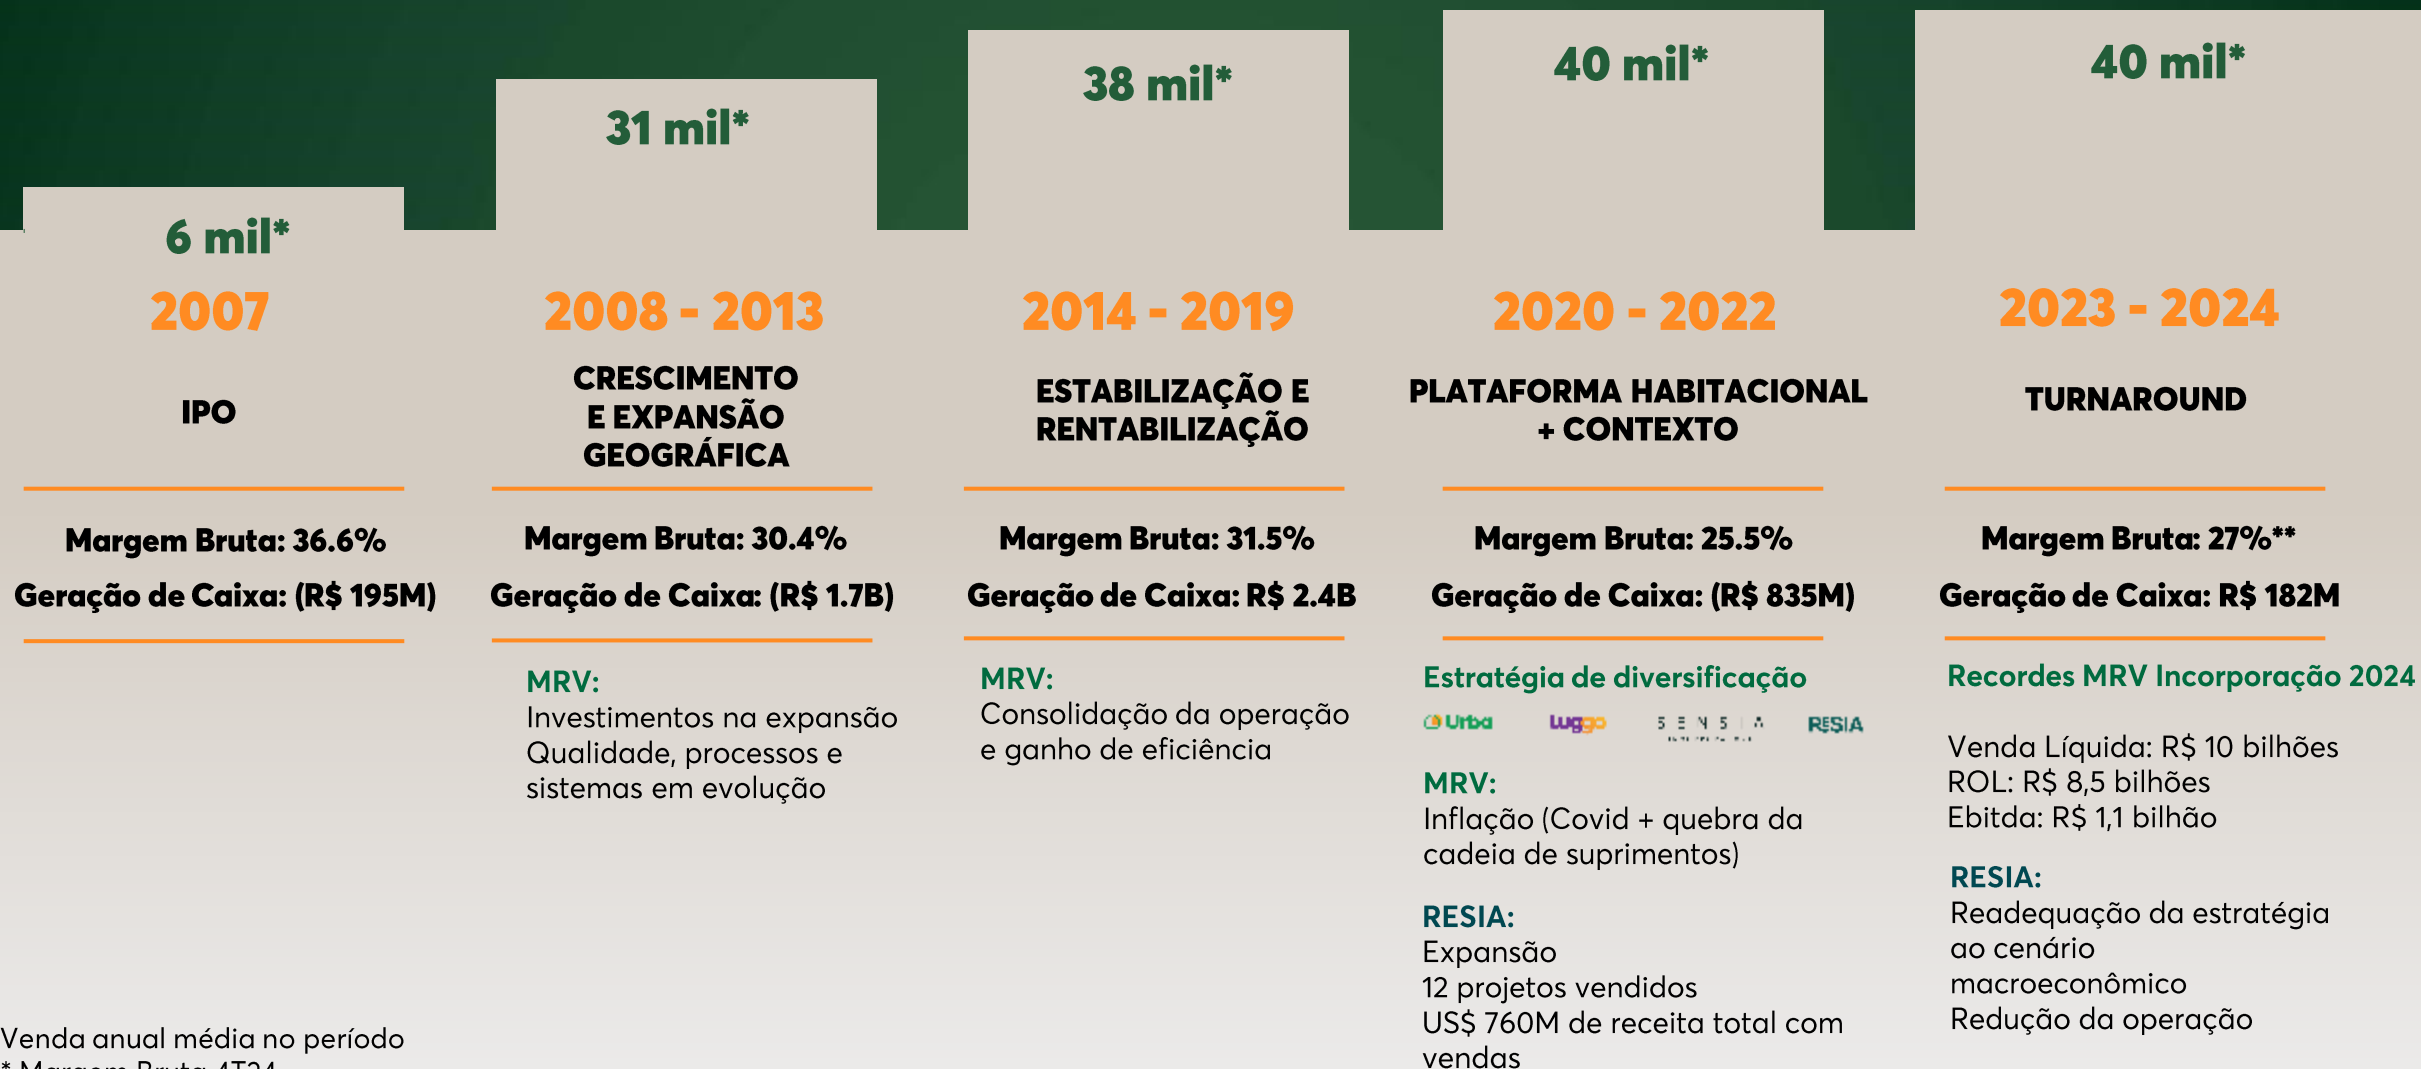 6 mil*
2007
IPO
Margem Bruta: 36.6%
Geração de Caixa: (R$ 195M)
31 mil*
2008 - 2013
CRESCIMENTO
E EXPANSÃO
GEOGRÁFICA
Margem Bruta: 30.4%
Geração de Caixa: (R$ 1.7B)
MRV:
Investimentos na expansão
Qualidade, processos e
sistemas em evolução
38 mil*
2014 - 2019
ESTABILIZAÇÃO E
RENTABILIZAÇÃO
Margem Bruta: 31.5%
Geração de Caixa: R$ 2.4B
MRV:
Consolidação da operação
e ganho de eficiência
40 mil*
2020 - 2022
PLATAFORMA HABITACIONAL
+ CONTEXTO
Margem Bruta: 25.5%
Geração de Caixa: (R$ 835M)
Estratégia de diversificação
Urba Luggo SENSIA RESIA
MRV:
Inflação (Covid + quebra da
cadeia de suprimentos)
RESIA:
Expansão
12 projetos vendidos
US$ 760M de receita total com
vendas
40 mil*
2023 - 2024
TURNAROUND
Margem Bruta: 27%**
Geração de Caixa: R$ 182M
Recordes MRV Incorporação 2024
Venda Líquida: R$ 10 bilhões
ROL: R$ 8,5 bilhões
Ebitda: R$ 1,1 bilhão
RESIA:
Readequação da estratégia
ao cenário
macroeconômico
Redução da operação
Venda anual média no período
* Margem Bruta 4T24